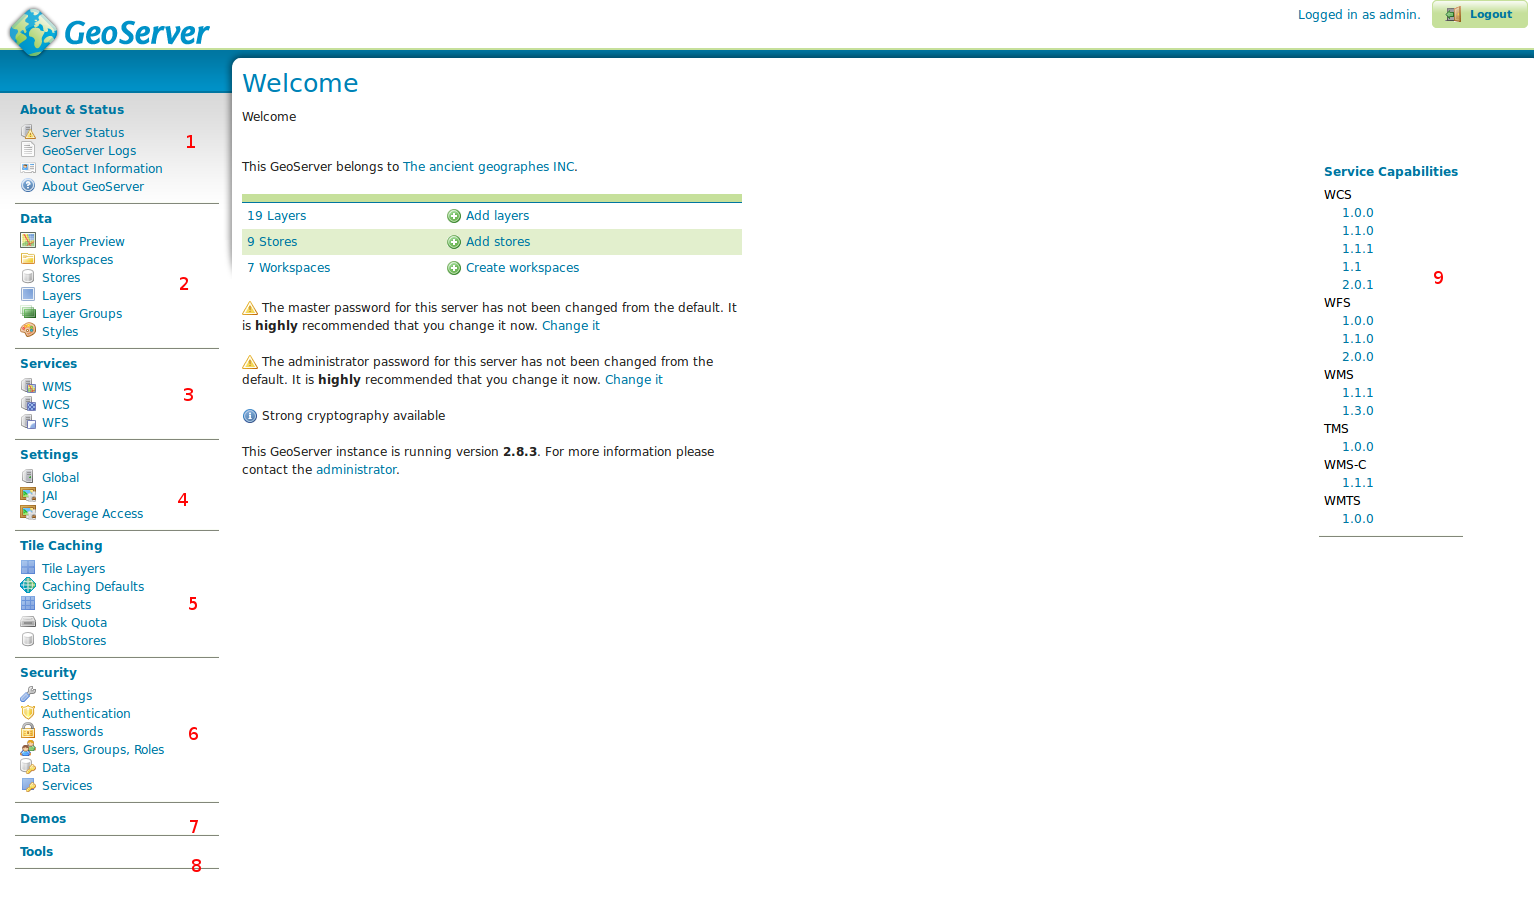 GeoServer
Logged in as admin.
Logout
About & Status
Server Status
GeoServer Logs
Contact Information
About GeoServer
1
Data
Layer Preview
Workspaces
Stores
Layers
Layer Groups
Styles
2
Services
WMS
WCS
WFS
3
Settings
Global
JAI
Coverage Access
4
Tile Caching
Tile Layers
Caching Defaults
Gridsets
Disk Quota
BlobStores
5
Security
Settings
Authentication
Passwords
Users, Groups, Roles
Data
Services
6
Demos
7
Tools
8
Welcome
Welcome
This GeoServer belongs to The ancient geographes INC.
19 Layers Add layers
9 Stores Add stores
7 Workspaces Create workspaces
The master password for this server has not been changed from the default. It
is highly recommended that you change it now. Change it
The administrator password for this server has not been changed from the
default. It is highly recommended that you change it now. Change it
Strong cryptography available
This GeoServer instance is running version 2.8.3. For more information please
contact the administrator.
Service Capabilities
WCS
1.0.0
1.1.0
1.1.1
1.1
2.0.1
9
WFS
1.0.0
1.1.0
2.0.0
WMS
1.1.1
1.3.0
TMS
1.0.0
WMS-C
1.1.1
WMTS
1.0.0